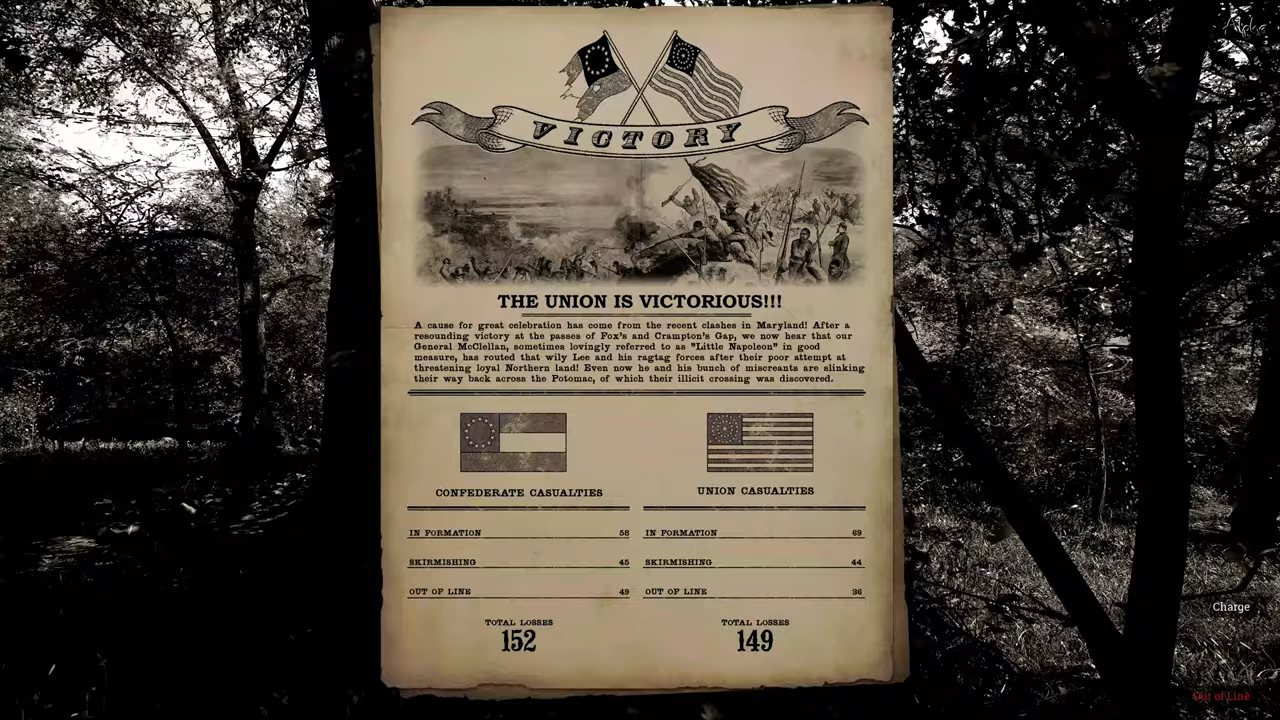 Alpha
VICTORY
THE UNION IS VICTORIOUS!!!
A cause for great celebration has come from the recent clashes in Maryland! After a
resounding victory at the passes of Fox's and Crampton's Gap, we now hear that our
General McClellan, sometimes lovingly referred to as "Little Napoleon" in good
measure, has routed that wily Lee and his ragtag forces after their poor attempt at
threatening loyal Northern land! Even now he and his bunch of miscreants are slinking
their way back across the Potomac, of which their illicit crossing was discovered.
CONFEDERATE CASUALTIES
IN FORMATION 58
SKIRMISHING 45
OUT OF LINE 49
TOTAL LOSSES
152
UNION CASUALTIES
IN FORMATION 69
SKIRMISHING 44
OUT OF LINE 36
TOTAL LOSSES
149
Charge
Out of Line